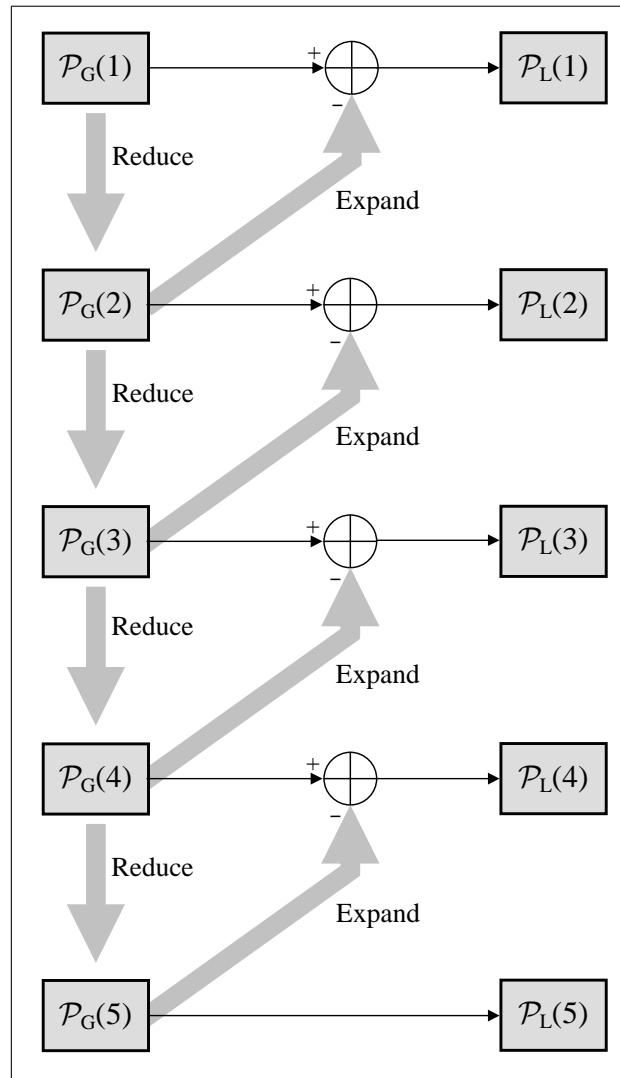 𝒫G(1) + 𝒫L(1)
−
Reduce
Expand
𝒫G(2) + 𝒫L(2)
−
Reduce
Expand
𝒫G(3) + 𝒫L(3)
−
Reduce
Expand
𝒫G(4) + 𝒫L(4)
−
Reduce
Expand
𝒫G(5) 𝒫L(5)